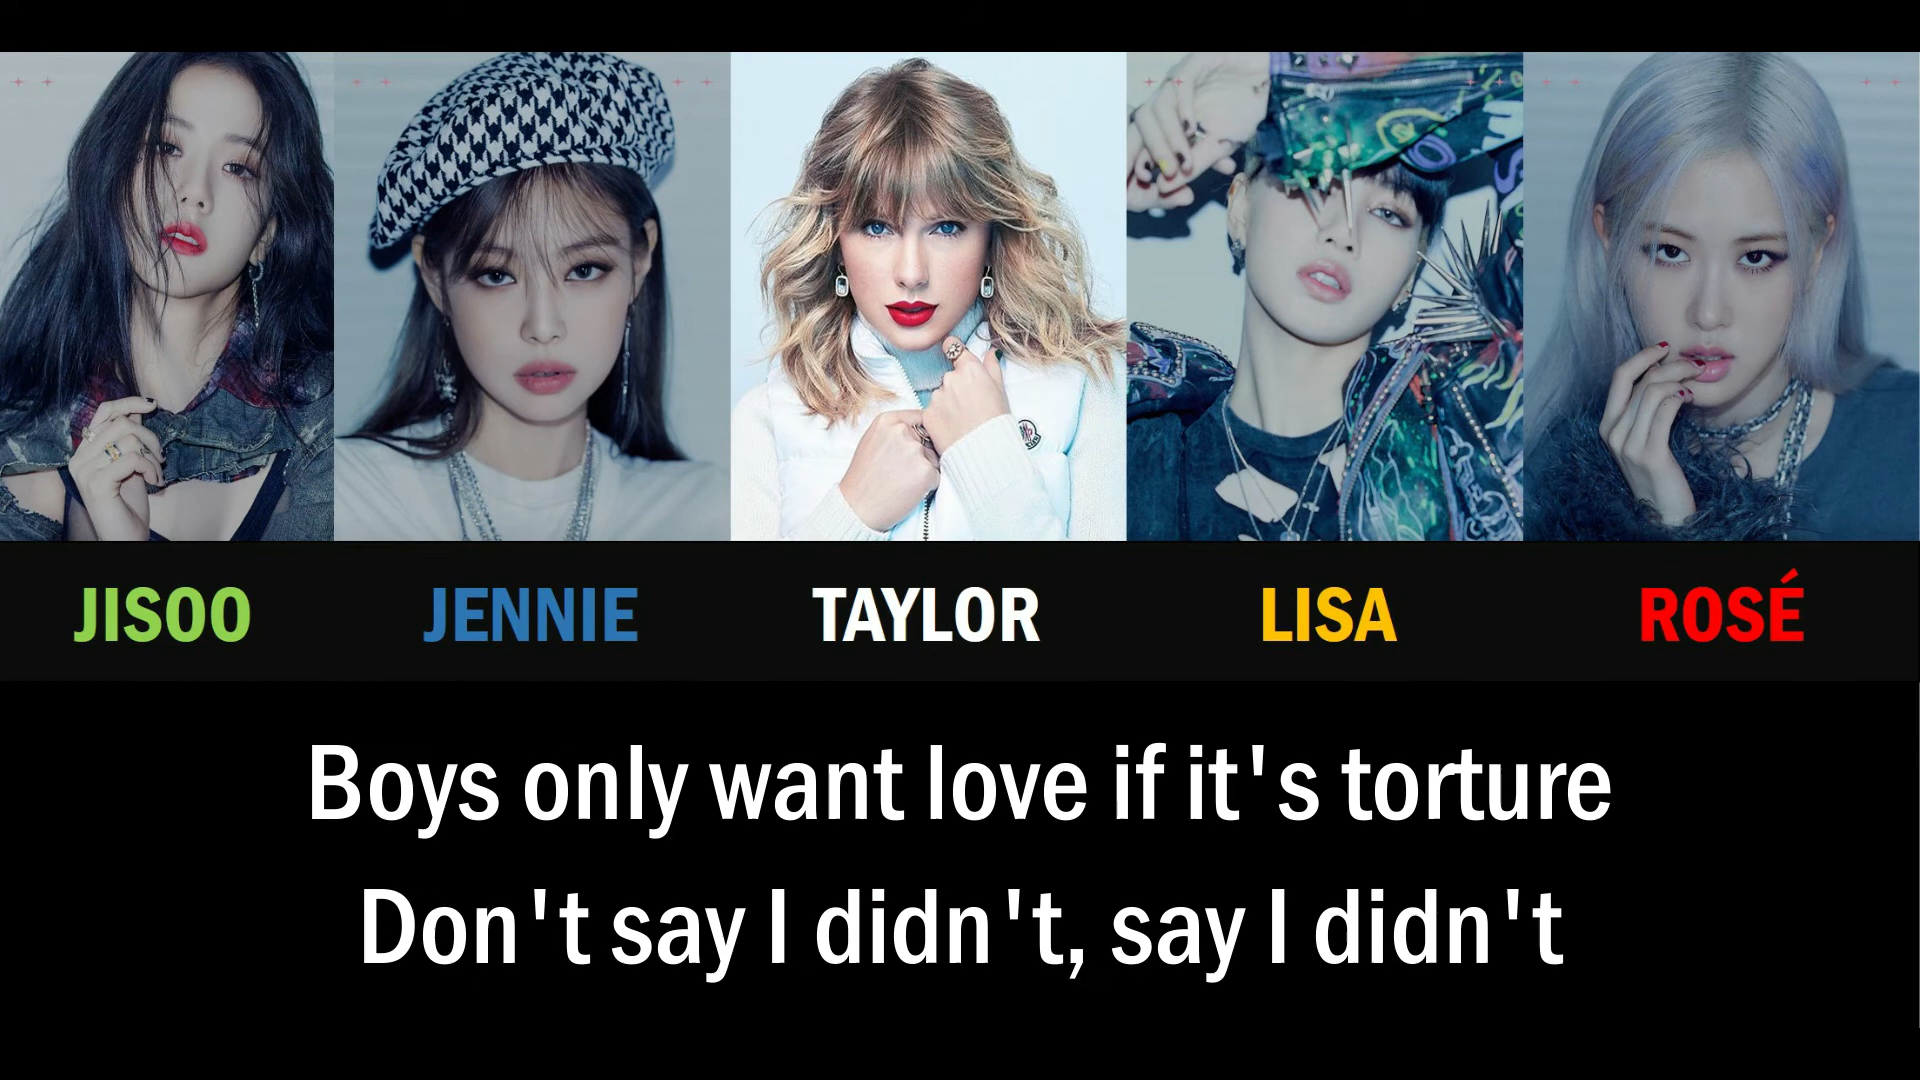 JISOO JENNIE TAYLOR LISA ROSÉ
Boys only want love if it's torture
Don't say I didn't, say I didn't